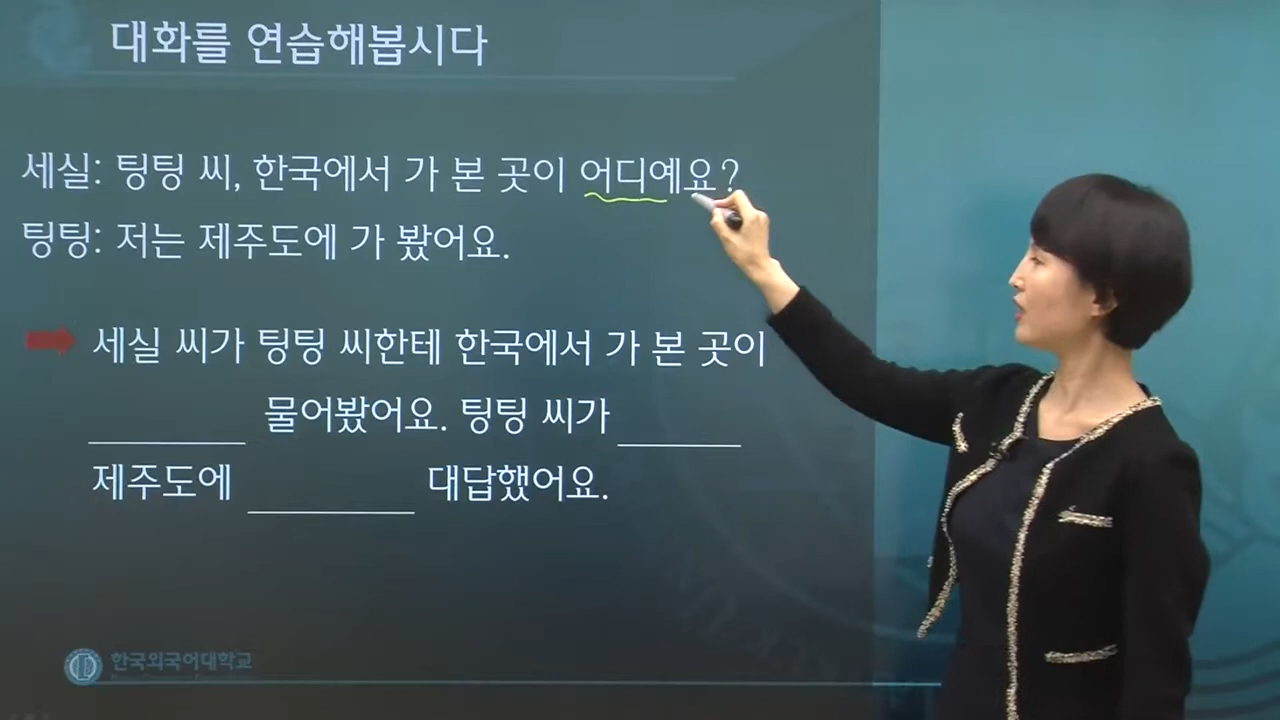 대화를 연습해봅시다
세실: 팅팅 씨, 한국에서 가 본 곳이 어디예요?
팅팅: 저는 제주도에 가 봤어요.
세실 씨가 팅팅 씨한테 한국에서 가 본 곳이
물어봤어요. 팅팅 씨가
제주도에 대답했어요.
한국외국어대학교